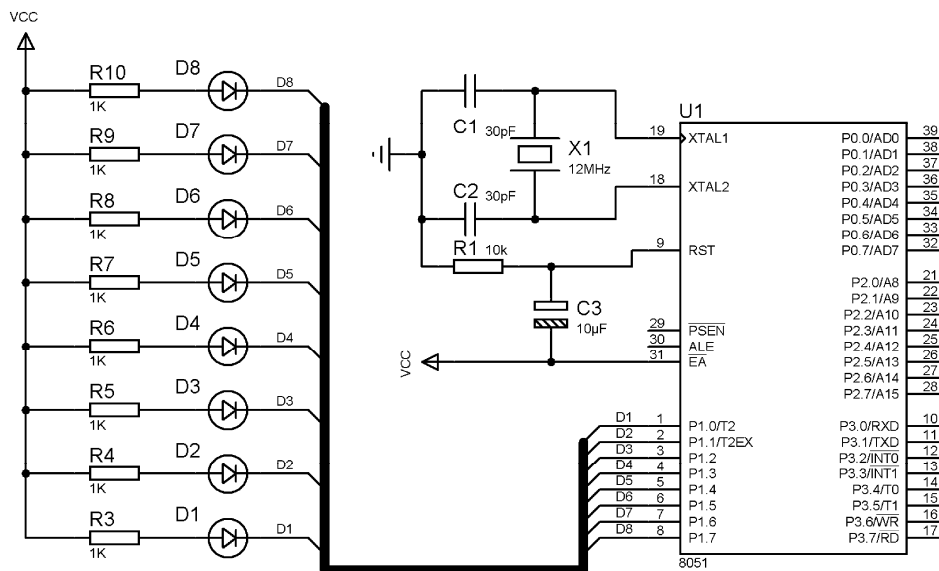 VCC
R10
1K
D8
D8
R9
1K
D7
D7
R8
1K
D6
D6
R7
1K
D5
D5
R6
1K
D4
D4
R5
1K
D3
D3
R4
1K
D2
D2
R3
1K
D1
D1
C1
30pF
X1
12MHz
C2
30pF
R1
10k
C3
10µF
VCC
U1
19
XTAL1
18
XTAL2
9
RST
29
PSEN
30
ALE
31
EA
D1
1
P1.0/T2
D2
2
P1.1/T2EX
D3
3
P1.2
D4
4
P1.3
D5
5
P1.4
D6
6
P1.5
D7
7
P1.6
D8
8
P1.7
P0.0/AD0
39
P0.1/AD1
38
P0.2/AD2
37
P0.3/AD3
36
P0.4/AD4
35
P0.5/AD5
34
P0.6/AD6
33
P0.7/AD7
32
P2.0/A8
21
P2.1/A9
22
P2.2/A10
23
P2.3/A11
24
P2.4/A12
25
P2.5/A13
26
P2.6/A14
27
P2.7/A15
28
P3.0/RXD
10
P3.1/TXD
11
P3.2/INT0
12
P3.3/INT1
13
P3.4/T0
14
P3.5/T1
15
P3.6/WR
16
P3.7/RD
17
8051